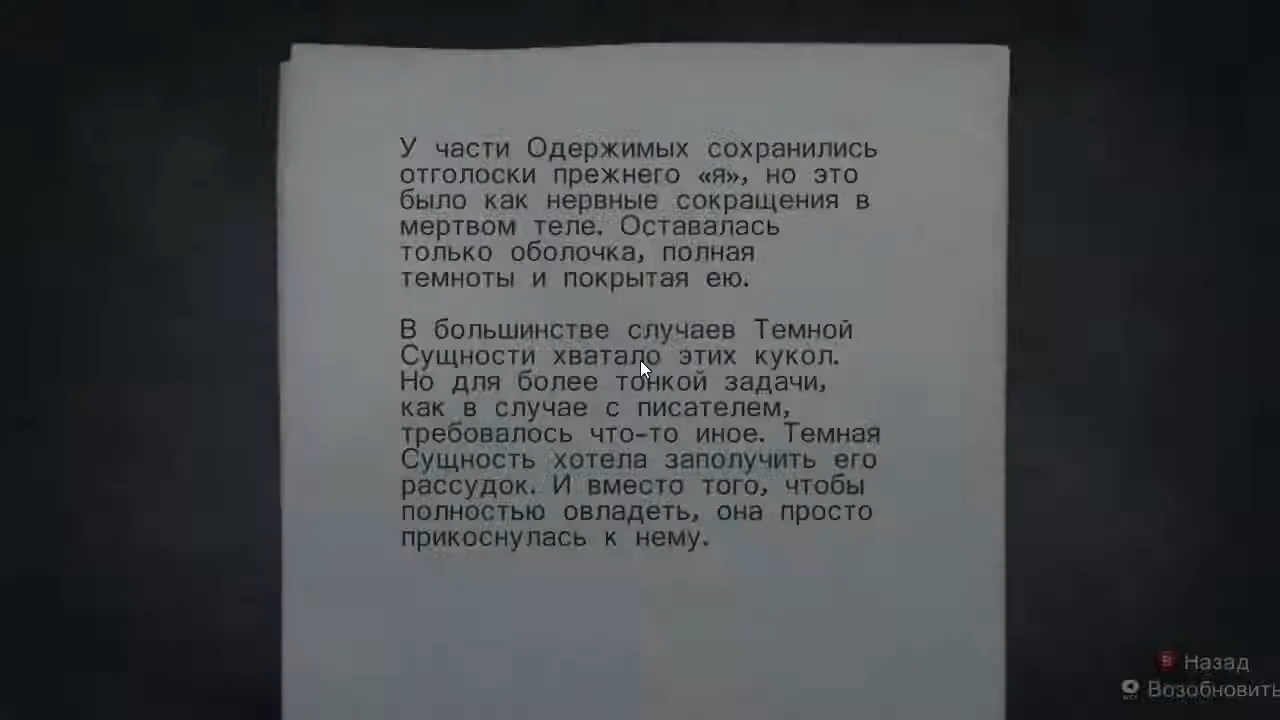 У части Одержимых сохранились
отголоски прежнего «я», но это
было как нервные сокращения в
мертвом теле. Оставалась
только оболочка, полная
темноты и покрытая ею.
В большинстве случаев Темной
Сущности хватало этих кукол.
Но для более тонкой задачи,
как в случае с писателем,
требовалось что-то иное. Темная
Сущность хотела заполучить его
рассудок. И вместо того, чтобы
полностью овладеть, она просто
прикоснулась к нему.
B Назад
Возобновить